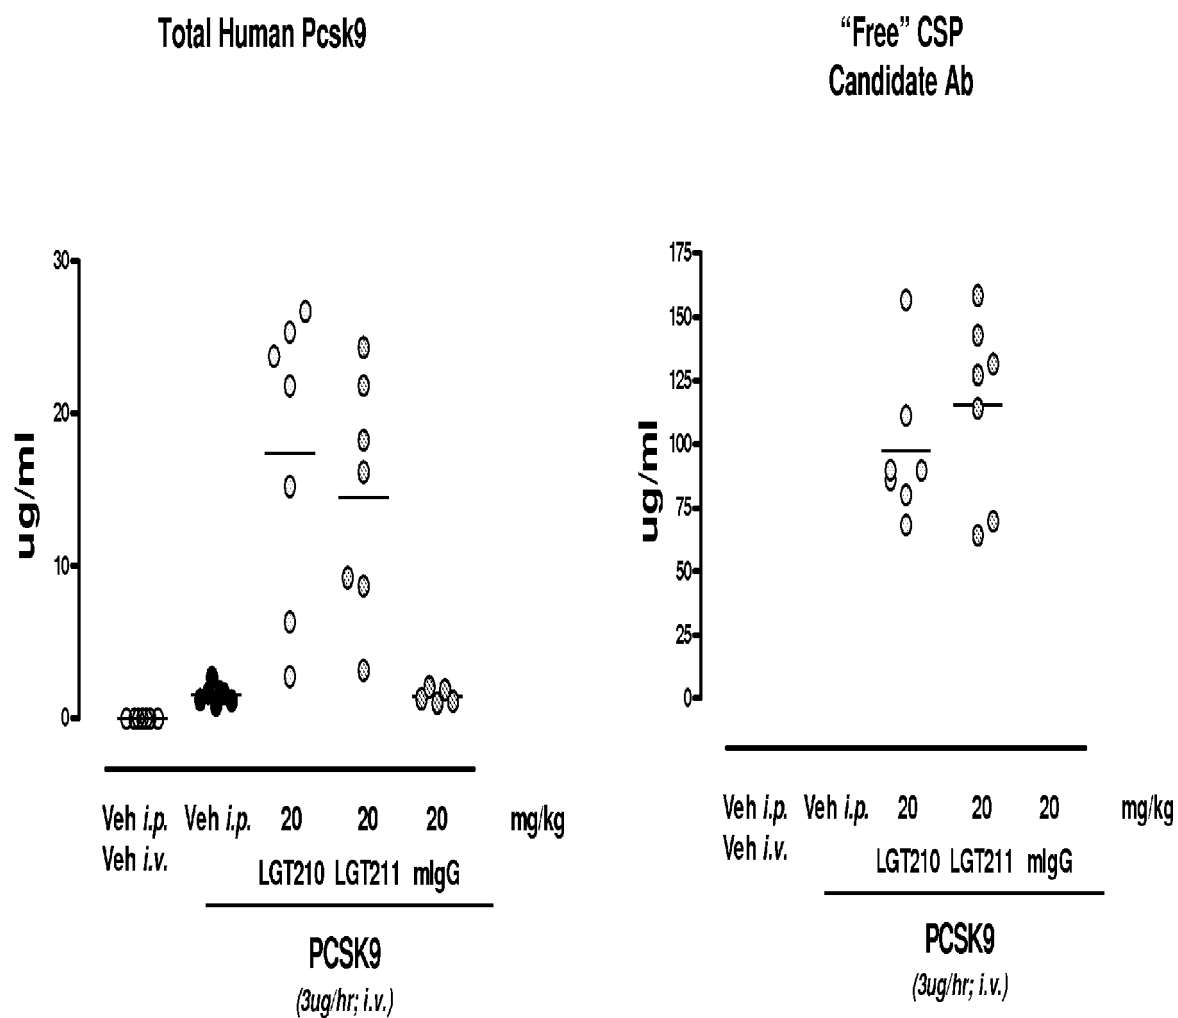 Total Human Pcsk9
"Free" CSP
Candidate Ab
ug/ml
30
20
10
0
Veh i.p. Veh i.p. 20 20 20 mg/kg
Veh i.v.
LGT210 LGT211 mIgG
PCSK9
(3ug/hr; i.v.)
ug/ml
175
150
125
100
75
50
25
0
Veh i.p. Veh i.p. 20 20 20 mg/kg
Veh i.v.
LGT210 LGT211 mIgG
PCSK9
(3ug/hr; i.v.)